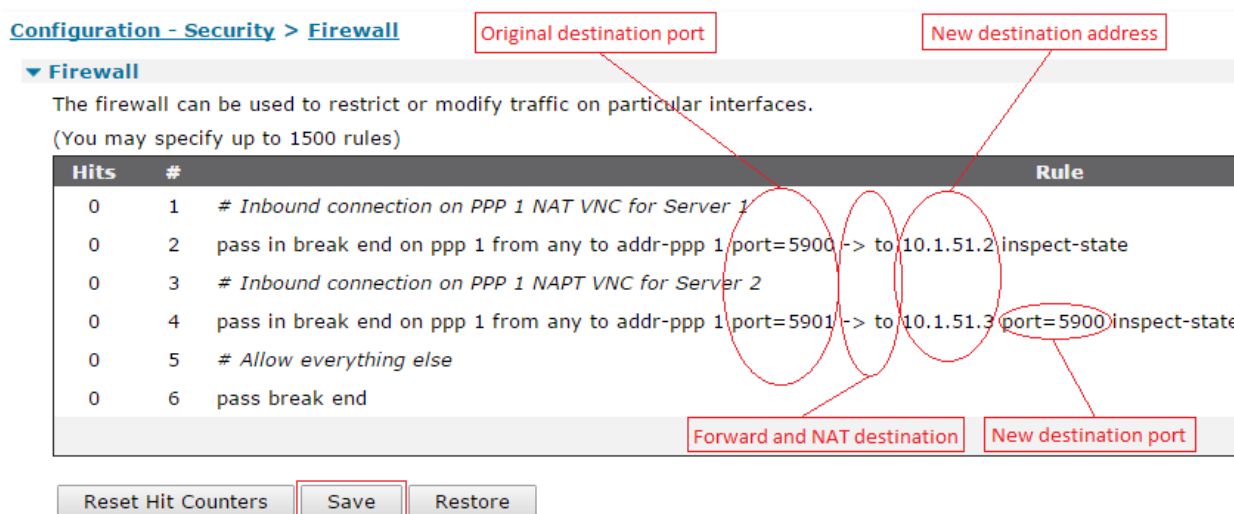 Configuration - Security > Firewall
Original destination port
New destination address
Firewall
The firewall can be used to restrict or modify traffic on particular interfaces.
(You may specify up to 1500 rules)
Hits # Rule
0 1 # Inbound connection on PPP 1 NAT VNC for Server 1
0 2 pass in break end on ppp 1 from any to addr-ppp 1 port=5900 -> to 10.1.51.2 inspect-state
0 3 # Inbound connection on PPP 1 NAPT VNC for Server 2
0 4 pass in break end on ppp 1 from any to addr-ppp 1 port=5901 -> to 10.1.51.3 port=5900 inspect-state
0 5 # Allow everything else
0 6 pass break end
Forward and NAT destination
New destination port
Reset Hit Counters Save Restore